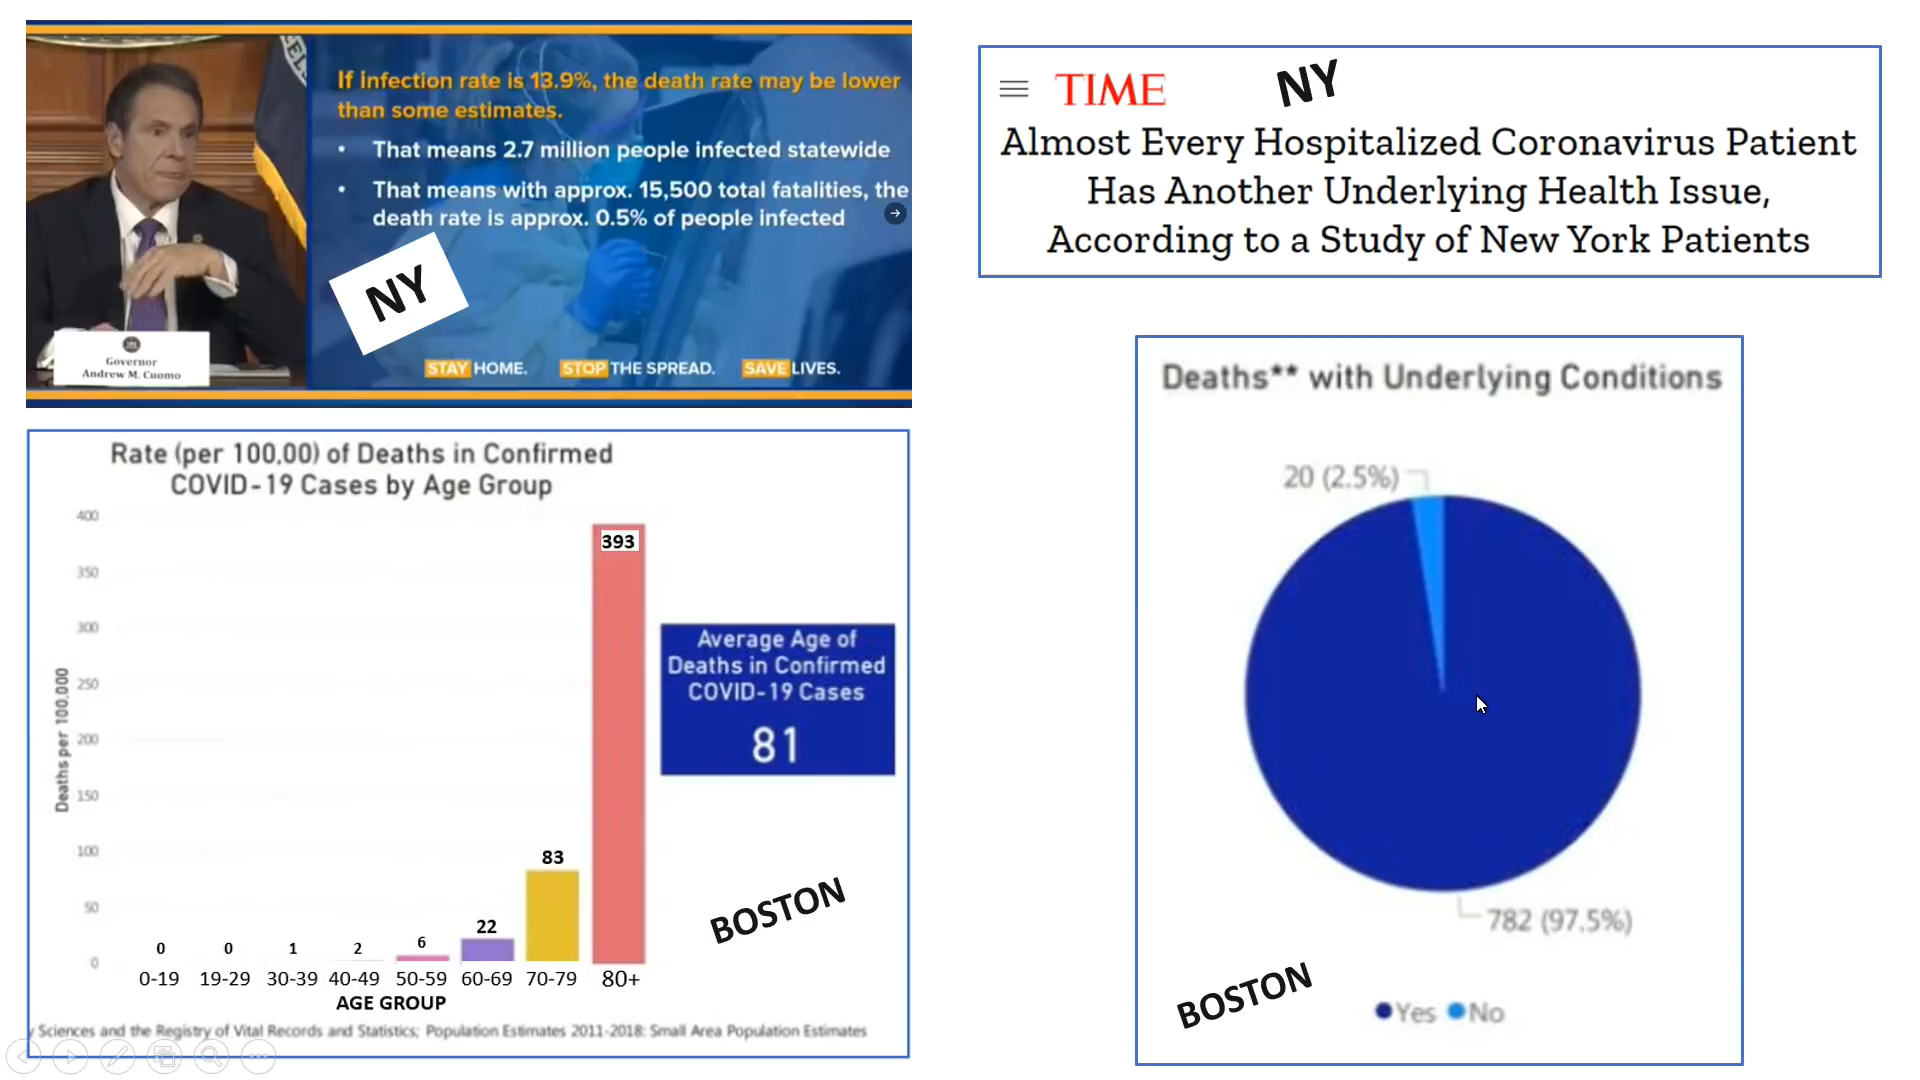 If infection rate is 13.9%, the death rate may be lower
than some estimates.
• That means 2.7 million people infected statewide
• That means with approx. 15,500 total fatalities, the
death rate is approx. 0.5% of people infected
NY
STAY HOME. STOP THE SPREAD. SAVE LIVES.
Governor
Andrew M. Cuomo
TIME
NY
Almost Every Hospitalized Coronavirus Patient
Has Another Underlying Health Issue,
According to a Study of New York Patients
Rate (per 100,00) of Deaths in Confirmed
COVID-19 Cases by Age Group
400
350
300
250
200
150
100
50
0
Deaths per 100,000
0
0
1
2
6
22
83
393
0-19 19-29 30-39 40-49 50-59 60-69 70-79 80+
AGE GROUP
Average Age of
Deaths in Confirmed
COVID-19 Cases
81
BOSTON
Sciences and the Registry of Vital Records and Statistics; Population Estimates 2011-2018: Small Area Population Estimates
Deaths** with Underlying Conditions
20 (2.5%)
782 (97.5%)
BOSTON
Yes No